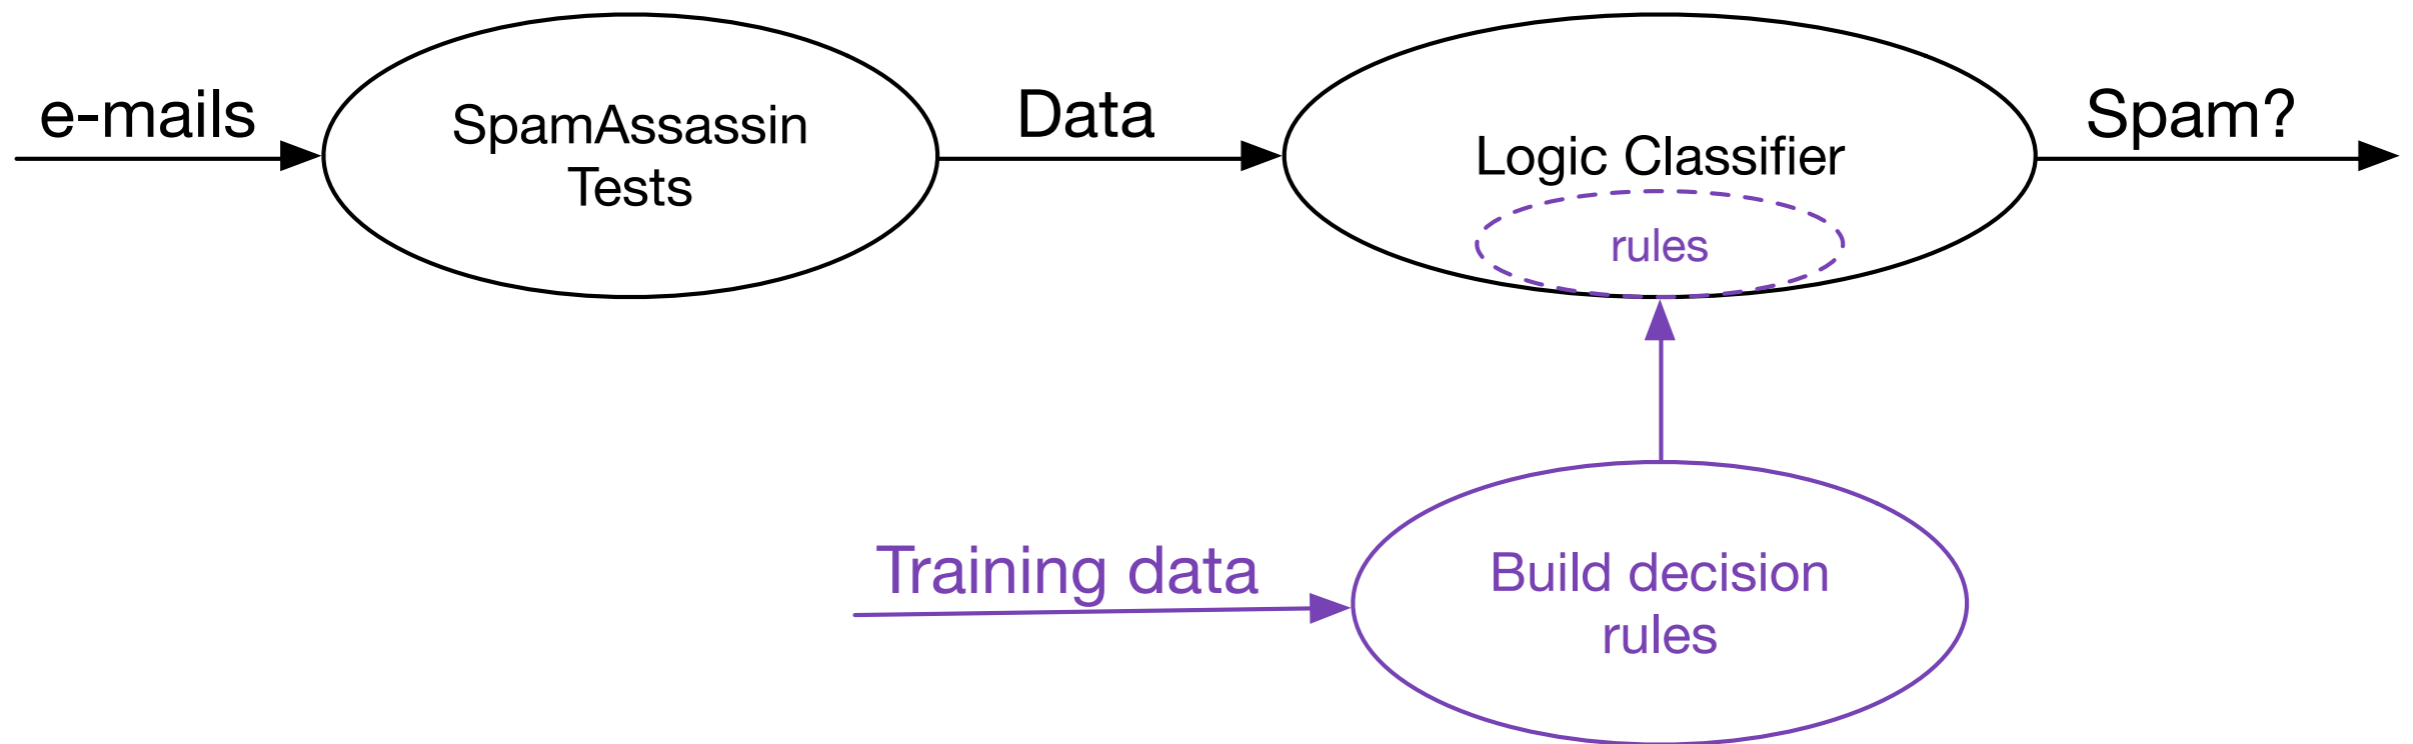 e-mails
SpamAssassin
Tests
Data
Logic Classifier
rules
Spam?
Training data
Build decision
rules